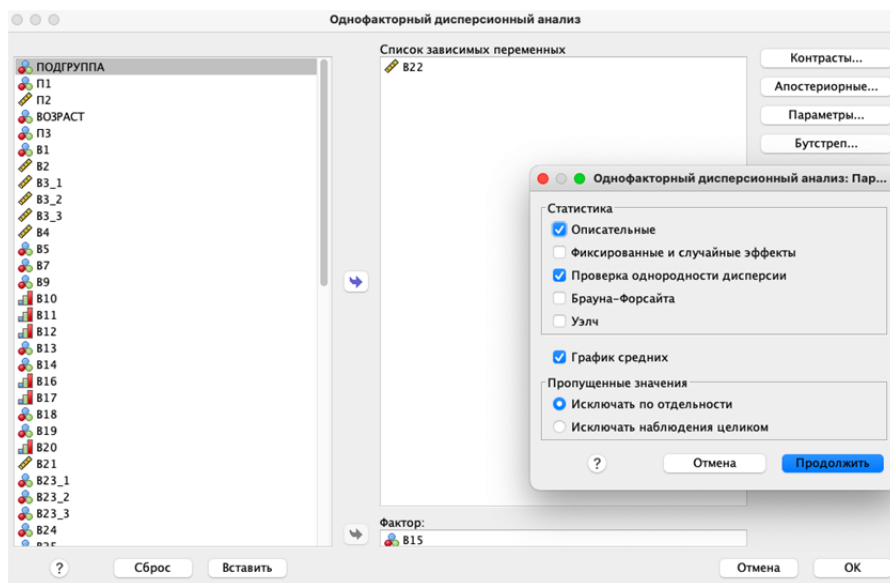 Однофакторный дисперсионный анализ
ПОДГРУППА
П1
П2
ВОЗРАСТ
П3
В1
В2
В3_1
В3_2
В3_3
В4
В5
В7
В9
В10
В11
В12
В13
В14
В16
В17
В18
В19
В20
В21
В23_1
В23_2
В23_3
В24
Список зависимых переменных
В22
Контрасты...
Апостериорные...
Параметры...
Бутстреп...
Однофакторный дисперсионный анализ: Пар...
Статистика
Описательные
Фиксированные и случайные эффекты
Проверка однородности дисперсии
Брауна-Форсайта
Уэлч
График средних
Пропущенные значения
Исключать по отдельности
Исключать наблюдения целиком
?
Отмена
Продолжить
Фактор:
В15
?
Сброс
Вставить
Отмена
ОК